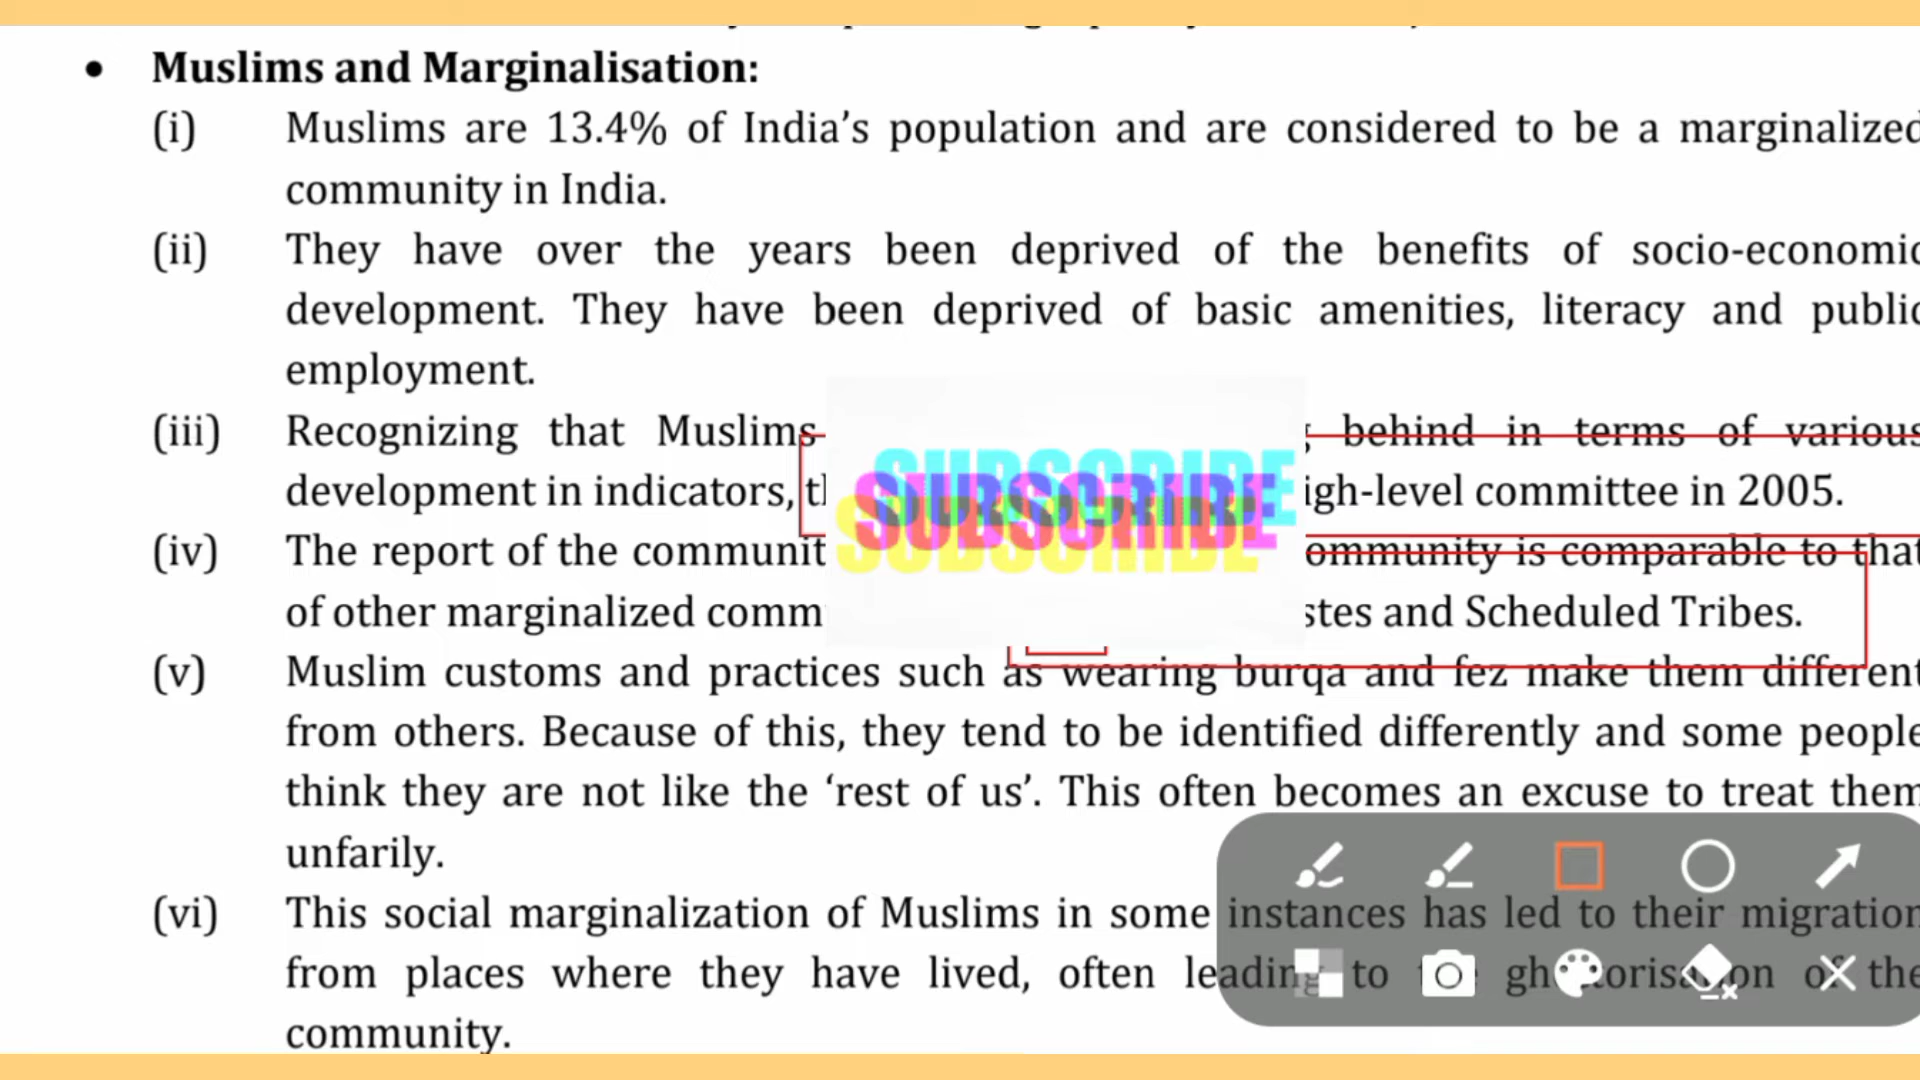 • Muslims and Marginalisation:
(i) Muslims are 13.4% of India’s population and are considered to be a marginalized
community in India.
(ii) They have over the years been deprived of the benefits of socio-economic
development. They have been deprived of basic amenities, literacy and public
employment.
(iii) Recognizing that Muslims behind in terms of various
development in indicators, igh-level committee in 2005.
SUBSCRIBE
SUBSCRIBE
SUBSCRIBE
(iv) The report of the communit ommunity is comparable to that
of other marginalized comm stes and Scheduled Tribes.
(v) Muslim customs and practices such as wearing burqa and fez make them different
from others. Because of this, they tend to be identified differently and some people
think they are not like the ‘rest of us’. This often becomes an excuse to treat them
unfarily.
(vi) This social marginalization of Muslims in some instances has led to their migration
from places where they have lived, often leading to ghettorisation of the
community.